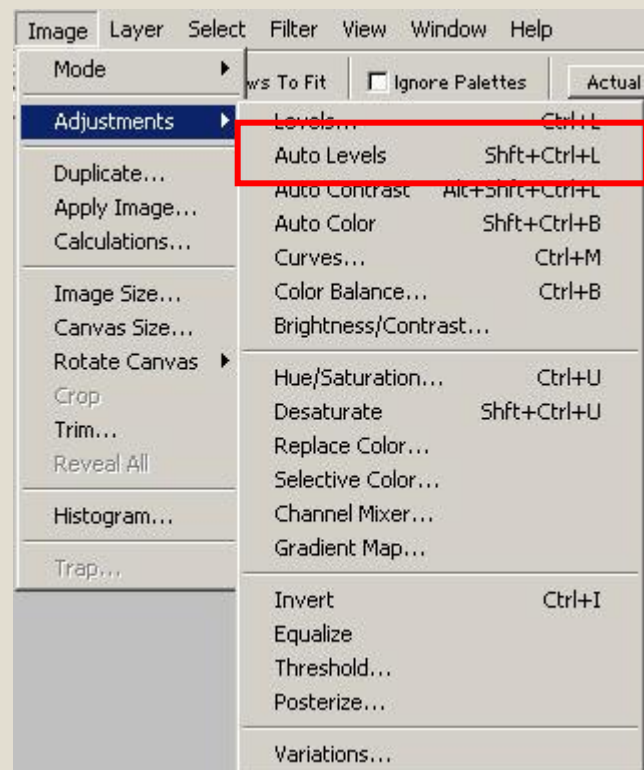 Image Layer Select Filter View Window Help
ws To Fit Ignore Palettes Actual
Mode
Adjustments
Duplicate...
Apply Image...
Calculations...
Image Size...
Canvas Size...
Rotate Canvas
Crop
Trim...
Reveal All
Histogram...
Trap...
Levels... Ctrl+L
Auto Levels Shft+Ctrl+L
Auto Contrast Alt+Shft+Ctrl+L
Auto Color Shft+Ctrl+B
Curves... Ctrl+M
Color Balance... Ctrl+B
Brightness/Contrast...
Hue/Saturation... Ctrl+U
Desaturate Shft+Ctrl+U
Replace Color...
Selective Color...
Channel Mixer...
Gradient Map...
Invert Ctrl+I
Equalize
Threshold...
Posterize...
Variations...